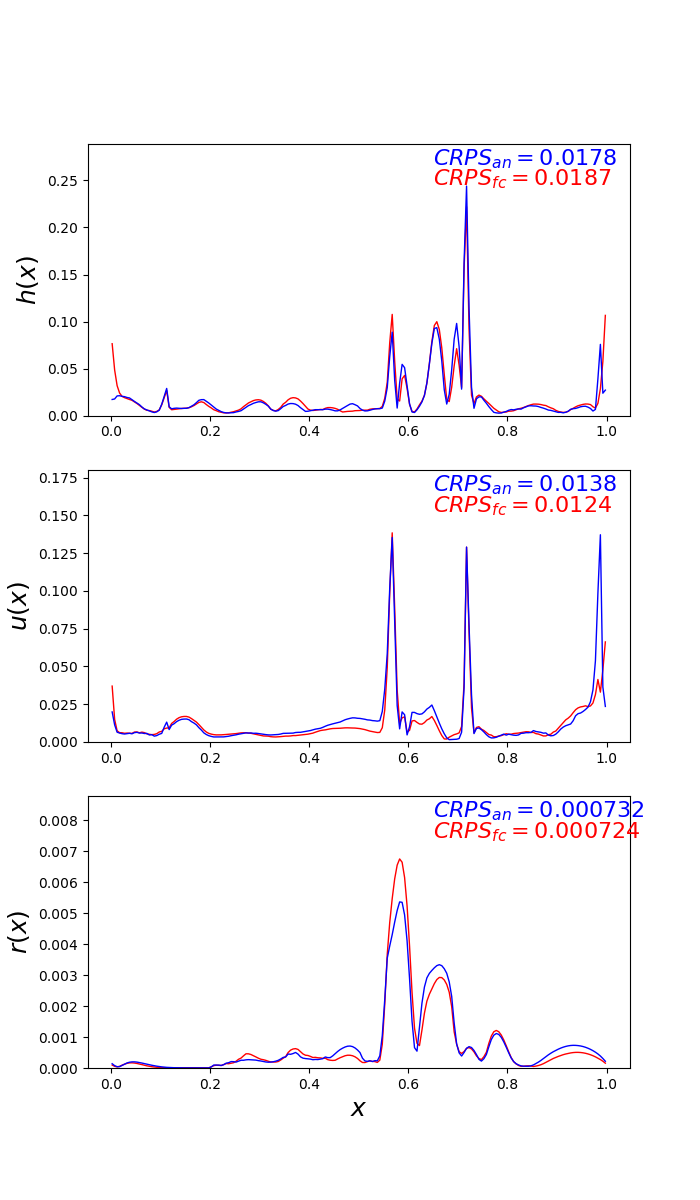 CRPS_an = 0.0178
CRPS_fc = 0.0187
0.25
0.20
0.15
0.10
0.05
0.00
h(x)
0.0 0.2 0.4 0.6 0.8 1.0
CRPS_an = 0.0138
CRPS_fc = 0.0124
0.175
0.150
0.125
0.100
0.075
0.050
0.025
0.000
u(x)
0.0 0.2 0.4 0.6 0.8 1.0
CRPS_an = 0.000732
CRPS_fc = 0.000724
0.008
0.007
0.006
0.005
0.004
0.003
0.002
0.001
0.000
r(x)
0.0 0.2 0.4 0.6 0.8 1.0
x